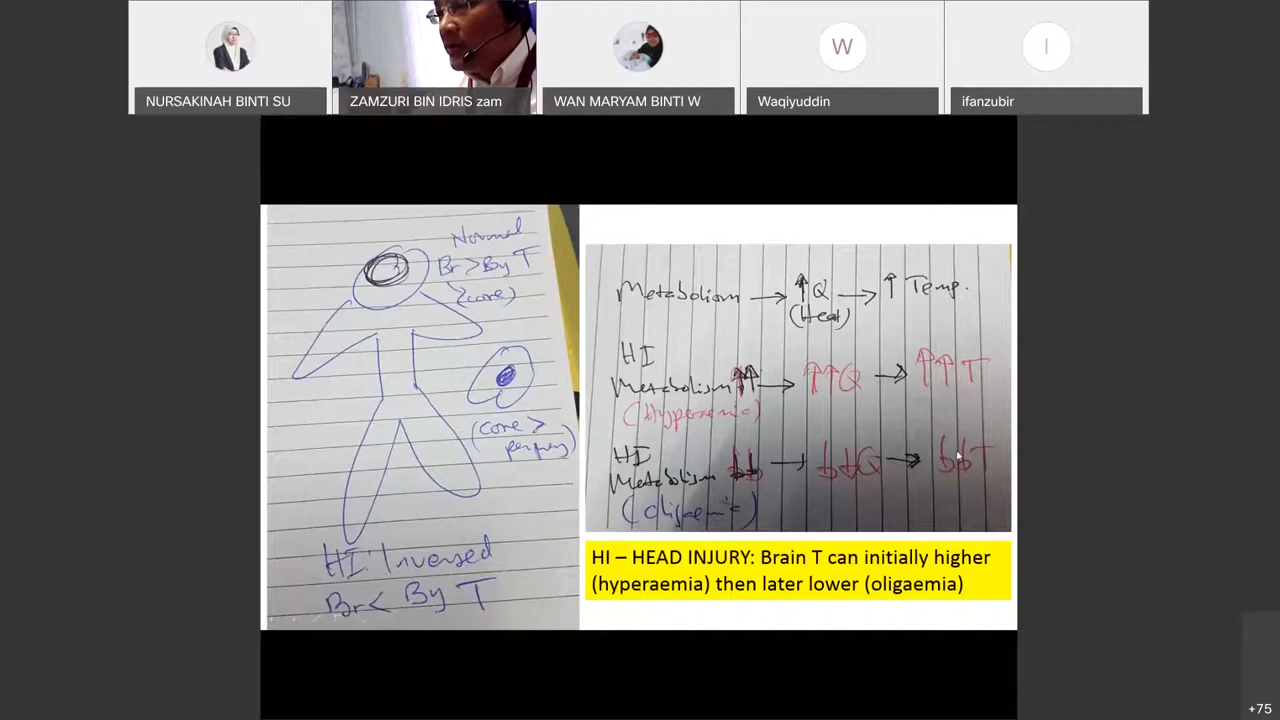 NURSAKINAH BINTI SU
ZAMZURI BIN IDRIS zam
WAN MARYAM BINTI W
W
Waqiyuddin
I
ifanzubir
Normal
Br > By T
(core)
(core >
periphery)
HI: Inversed
Br < By T
Metabolism → ↑Q → ↑ Temp.
(Heat)
HI
Metabolism ↑↑ → ↑↑Q → ↑↑ T
(Hyperaemia)
HI
Metabolism ↓↓ → ↓↓Q → ↓↓T
(oligaemia)
HI – HEAD INJURY: Brain T can initially higher
(hyperaemia) then later lower (oligaemia)
+75